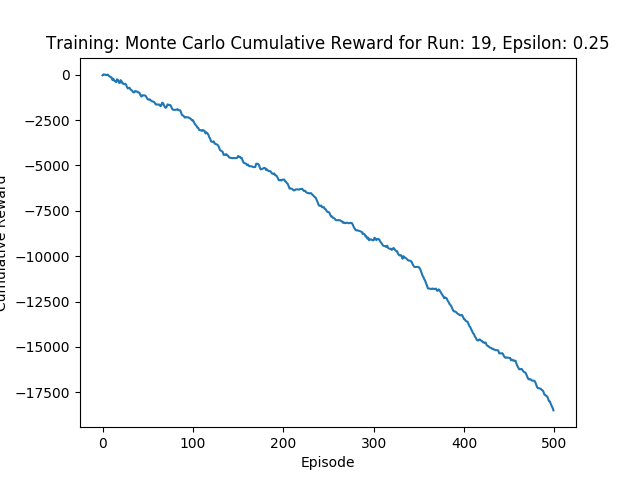 Training: Monte Carlo Cumulative Reward for Run: 19, Epsilon: 0.25
0
−2500
−5000
−7500
−10000
−12500
−15000
−17500
Cumulative Reward
0 100 200 300 400 500
Episode